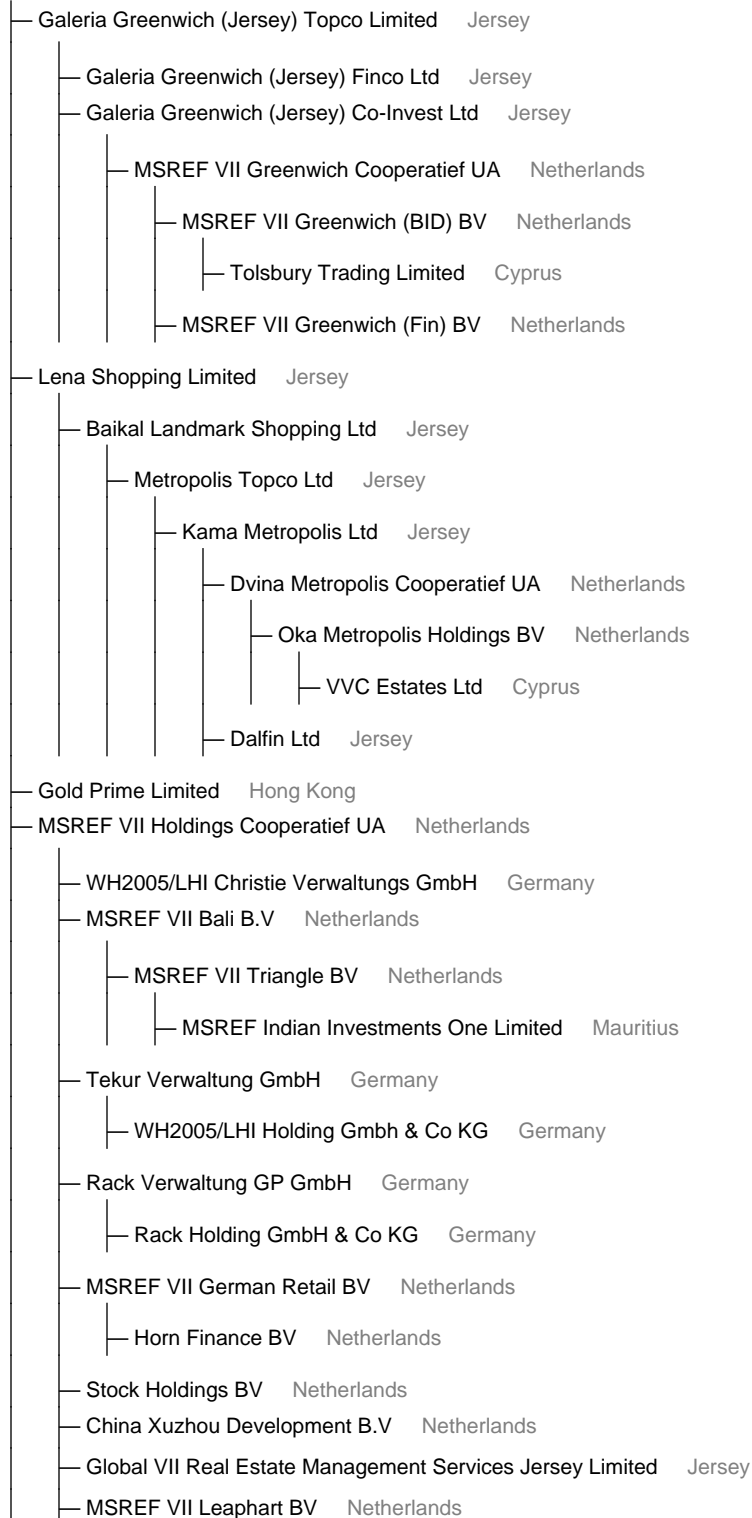 Galeria Greenwich (Jersey) Topco Limited Jersey
Galeria Greenwich (Jersey) Finco Ltd Jersey
Galeria Greenwich (Jersey) Co-Invest Ltd Jersey
MSREF VII Greenwich Cooperatief UA Netherlands
MSREF VII Greenwich (BID) BV Netherlands
Tolsbury Trading Limited Cyprus
MSREF VII Greenwich (Fin) BV Netherlands
Lena Shopping Limited Jersey
Baikal Landmark Shopping Ltd Jersey
Metropolis Topco Ltd Jersey
Kama Metropolis Ltd Jersey
Dvina Metropolis Cooperatief UA Netherlands
Oka Metropolis Holdings BV Netherlands
VVC Estates Ltd Cyprus
Dalfin Ltd Jersey
Gold Prime Limited Hong Kong
MSREF VII Holdings Cooperatief UA Netherlands
WH2005/LHI Christie Verwaltungs GmbH Germany
MSREF VII Bali B.V Netherlands
MSREF VII Triangle BV Netherlands
MSREF Indian Investments One Limited Mauritius
Tekur Verwaltung GmbH Germany
WH2005/LHI Holding Gmbh & Co KG Germany
Rack Verwaltung GP GmbH Germany
Rack Holding GmbH & Co KG Germany
MSREF VII German Retail BV Netherlands
Horn Finance BV Netherlands
Stock Holdings BV Netherlands
China Xuzhou Development B.V Netherlands
Global VII Real Estate Management Services Jersey Limited Jersey
MSREF VII Leaphart BV Netherlands